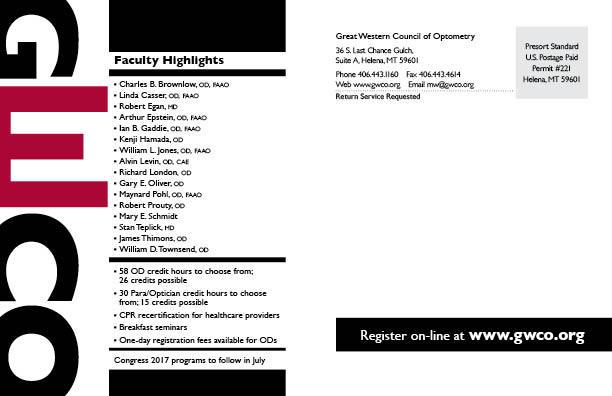 GWCO
Faculty Highlights
• Charles B. Brownlow, OD, FAAO
• Linda Casser, OD, FAAO
• Robert Egan, MD
• Arthur Epstein, OD, FAAO
• Ian B. Gaddie, OD, FAAO
• Kenji Hamada, OD
• William L. Jones, OD, FAAO
• Alvin Levin, OD, CAE
• Richard London, OD
• Gary E. Oliver, OD
• Maynard Pohl, OD, FAAO
• Robert Prouty, OD
• Mary E. Schmidt
• Stan Teplick, MD
• James Thimons, OD
• William D. Townsend, OD
• 58 OD credit hours to choose from;
26 credits possible
• 30 Para/Optician credit hours to choose
from; 15 credits possible
• CPR recertification for healthcare providers
• Breakfast seminars
• One-day registration fees available for ODs
Congress 2017 programs to follow in July
Great Western Council of Optometry
36 S. Last Chance Gulch,
Suite A, Helena, MT 59601
Phone 406.443.1160 Fax 406.443.4614
Web www.gwco.org Email mw@gwco.org
Return Service Requested
Presort Standard
U.S. Postage Paid
Permit #221
Helena, MT 59601
Register on-line at www.gwco.org